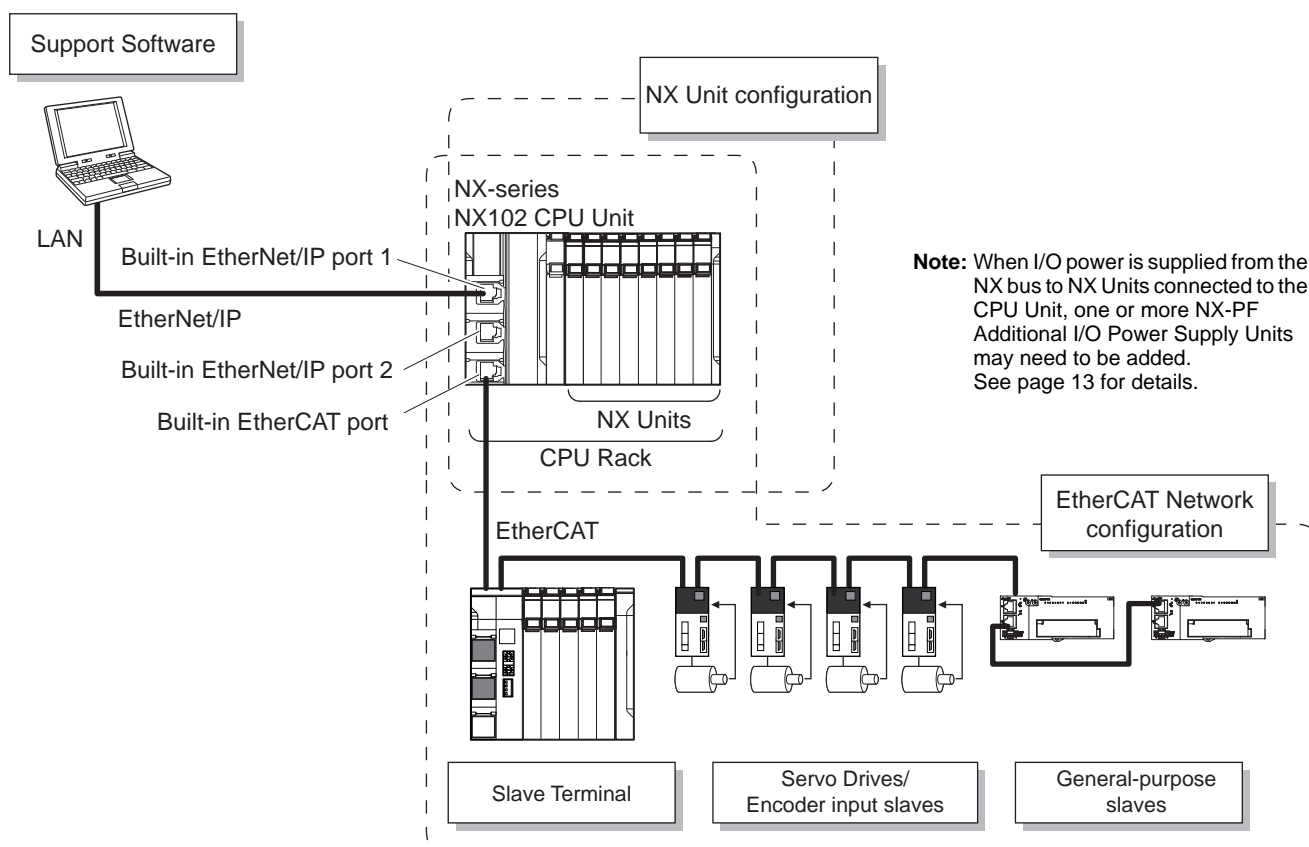 Support Software
NX Unit configuration
NX-series
NX102 CPU Unit
LAN
Built-in EtherNet/IP port 1
EtherNet/IP
Built-in EtherNet/IP port 2
Built-in EtherCAT port
NX Units
CPU Rack
Note: When I/O power is supplied from the
NX bus to NX Units connected to the
CPU Unit, one or more NX-PF
Additional I/O Power Supply Units
may need to be added.
See page 13 for details.
EtherCAT Network
configuration
EtherCAT
Slave Terminal
Servo Drives/
Encoder input slaves
General-purpose
slaves